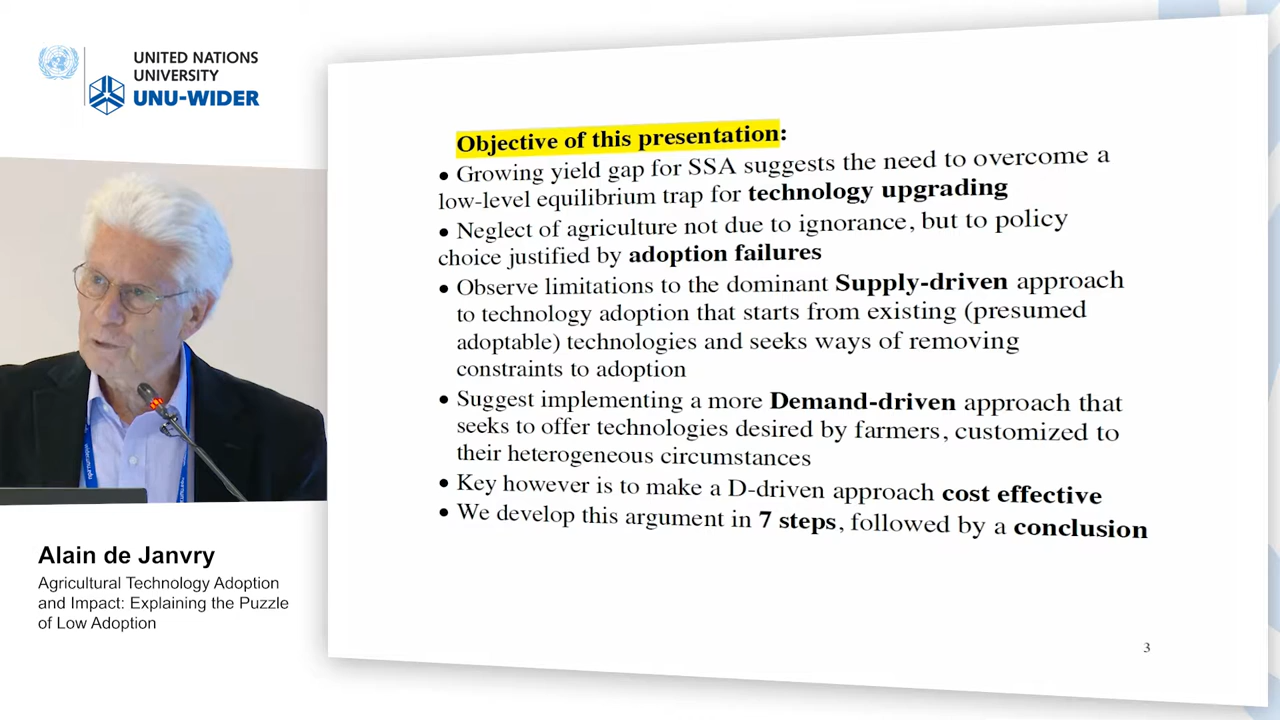 UNITED NATIONS
UNIVERSITY
UNU-WIDER
Objective of this presentation:
• Growing yield gap for SSA suggests the need to overcome a
low-level equilibrium trap for technology upgrading
• Neglect of agriculture not due to ignorance, but to policy
choice justified by adoption failures
• Observe limitations to the dominant Supply-driven approach
to technology adoption that starts from existing (presumed
adoptable) technologies and seeks ways of removing
constraints to adoption
• Suggest implementing a more Demand-driven approach that
seeks to offer technologies desired by farmers, customized to
their heterogeneous circumstances
• Key however is to make a D-driven approach cost effective
• We develop this argument in 7 steps, followed by a conclusion
3
Alain de Janvry
Agricultural Technology Adoption
and Impact: Explaining the Puzzle
of Low Adoption